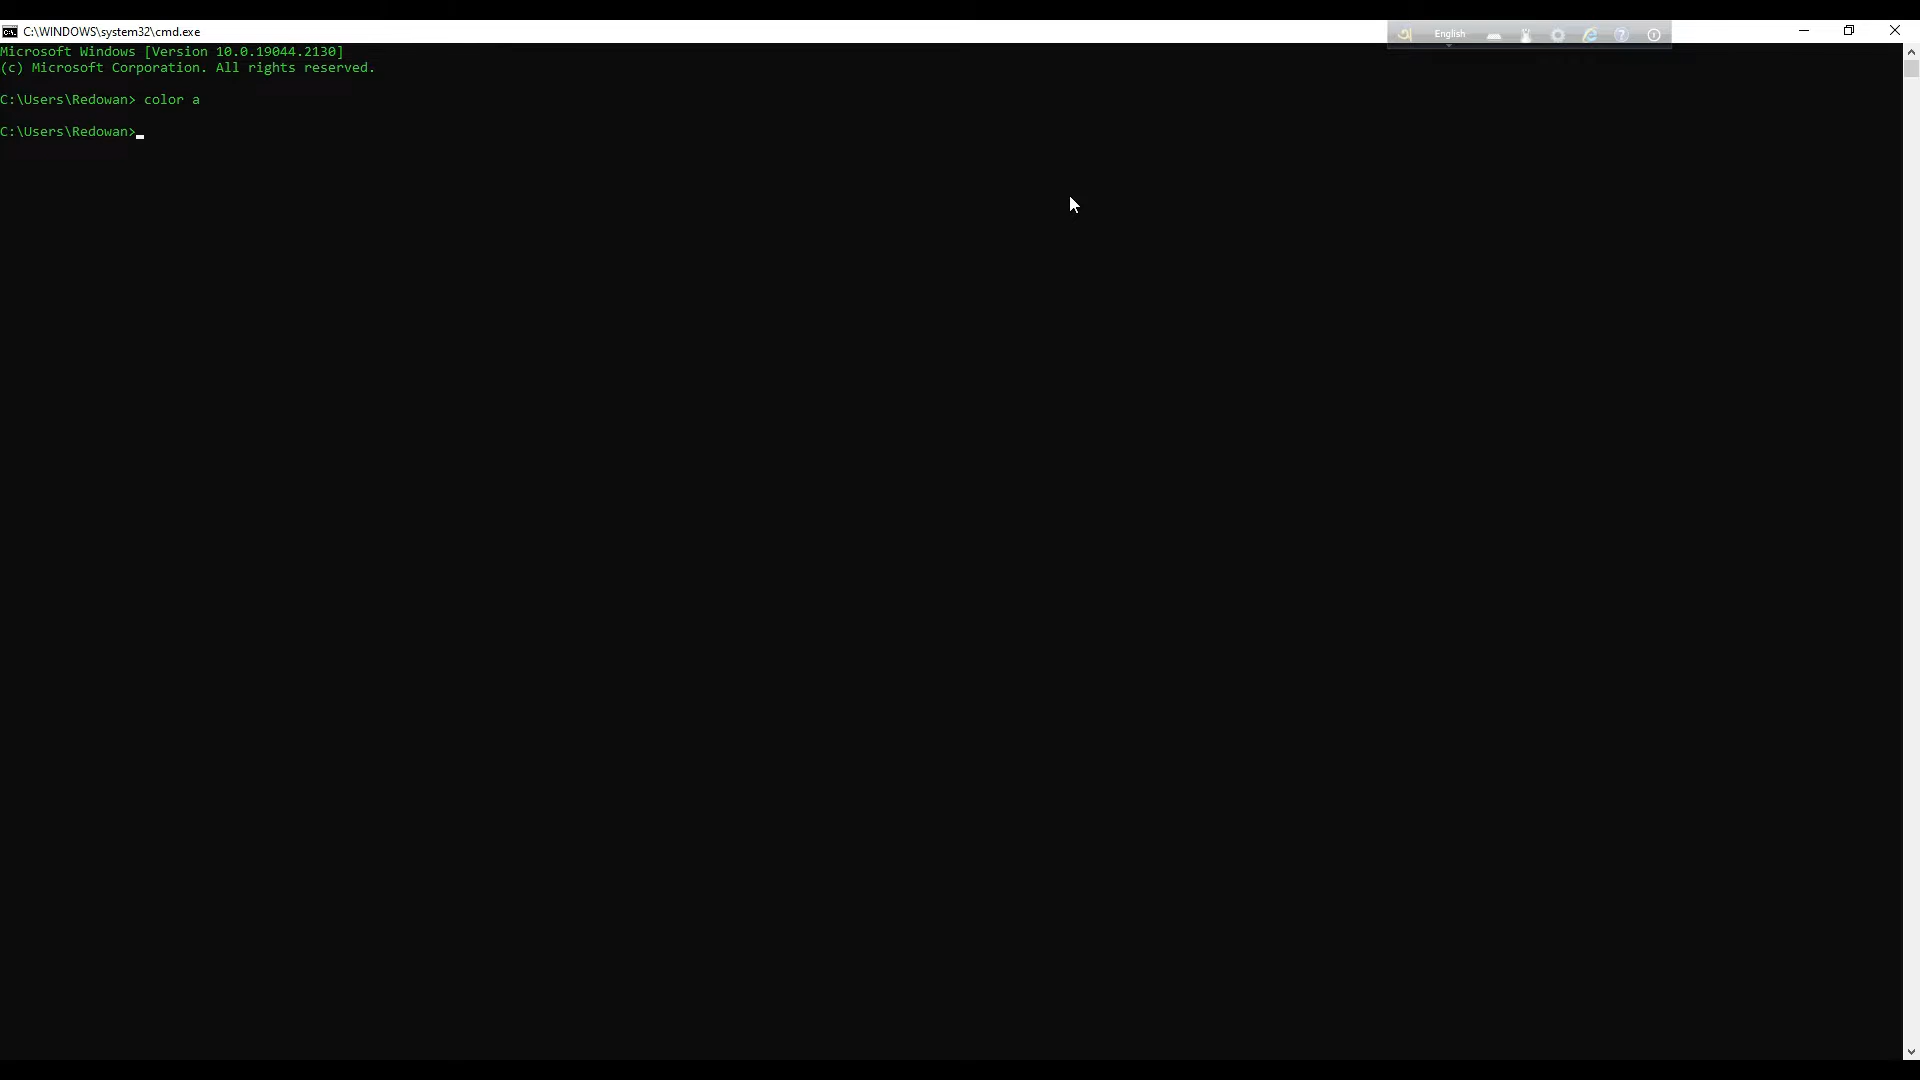 C:\WINDOWS\system32\cmd.exe
English
Microsoft Windows [Version 10.0.19044.2130]
(c) Microsoft Corporation. All rights reserved.
C:\Users\Redowan> color a
C:\Users\Redowan>